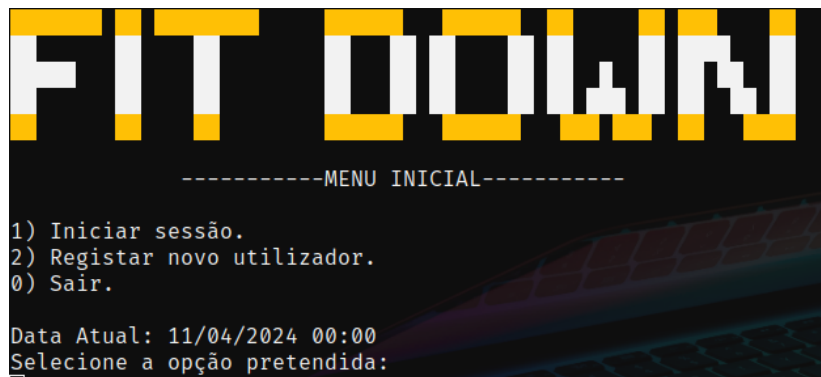 FIT DOWN
-----------MENU INICIAL-----------
1) Iniciar sessão.
2) Registar novo utilizador.
0) Sair.
Data Atual: 11/04/2024 00:00
Selecione a opção pretendida: